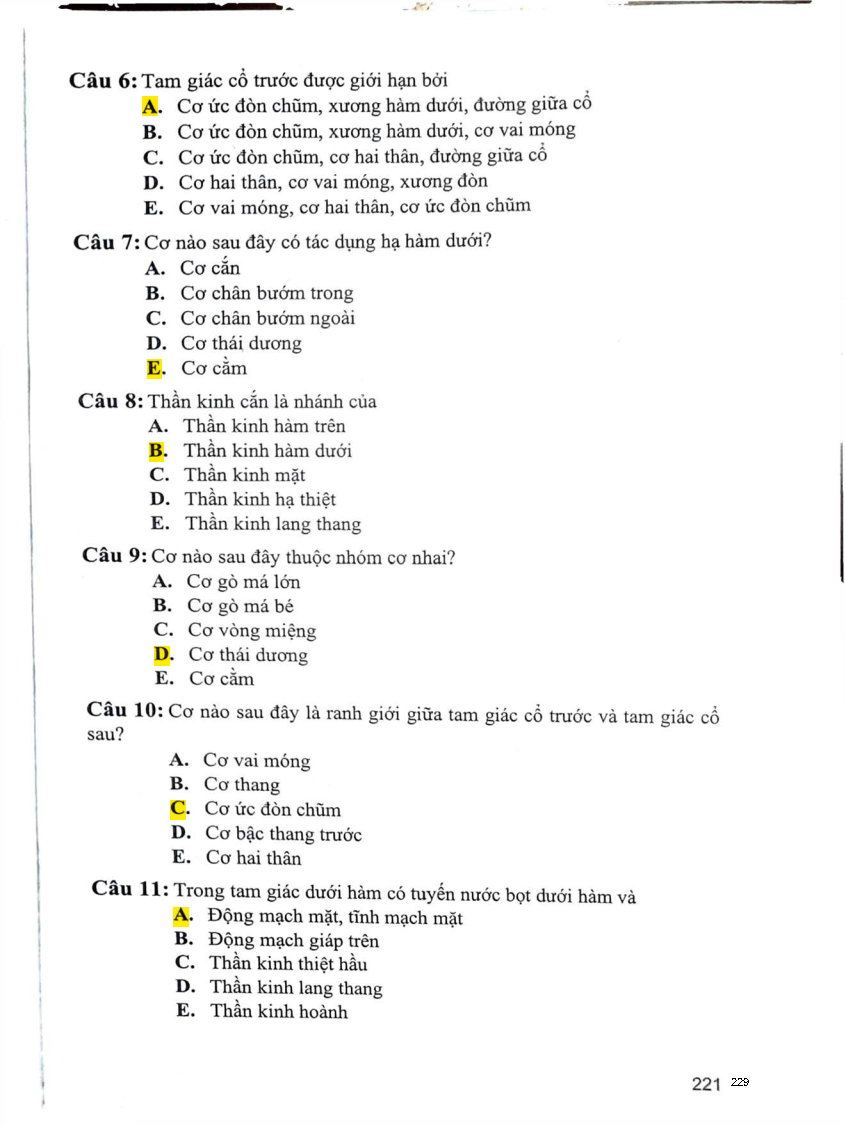 Câu 6: Tam giác cổ trước được giới hạn bởi
A. Cơ ức đòn chũm, xương hàm dưới, đường giữa cổ
B. Cơ ức đòn chũm, xương hàm dưới, cơ vai móng
C. Cơ ức đòn chũm, cơ hai thân, đường giữa cổ
D. Cơ hai thân, cơ vai móng, xương đòn
E. Cơ vai móng, cơ hai thân, cơ ức đòn chũm
Câu 7: Cơ nào sau đây có tác dụng hạ hàm dưới?
A. Cơ cắn
B. Cơ chân bướm trong
C. Cơ chân bướm ngoài
D. Cơ thái dương
E. Cơ cằm
Câu 8: Thần kinh cắn là nhánh của
A. Thần kinh hàm trên
B. Thần kinh hàm dưới
C. Thần kinh mặt
D. Thần kinh hạ thiệt
E. Thần kinh lang thang
Câu 9: Cơ nào sau đây thuộc nhóm cơ nhai?
A. Cơ gò má lớn
B. Cơ gò má bé
C. Cơ vòng miệng
D. Cơ thái dương
E. Cơ cằm
Câu 10: Cơ nào sau đây là ranh giới giữa tam giác cổ trước và tam giác cổ
sau?
A. Cơ vai móng
B. Cơ thang
C. Cơ ức đòn chũm
D. Cơ bậc thang trước
E. Cơ hai thân
Câu 11: Trong tam giác dưới hàm có tuyến nước bọt dưới hàm và
A. Động mạch mặt, tĩnh mạch mặt
B. Động mạch giáp trên
C. Thần kinh thiệt hầu
D. Thần kinh lang thang
E. Thần kinh hoành
221 229